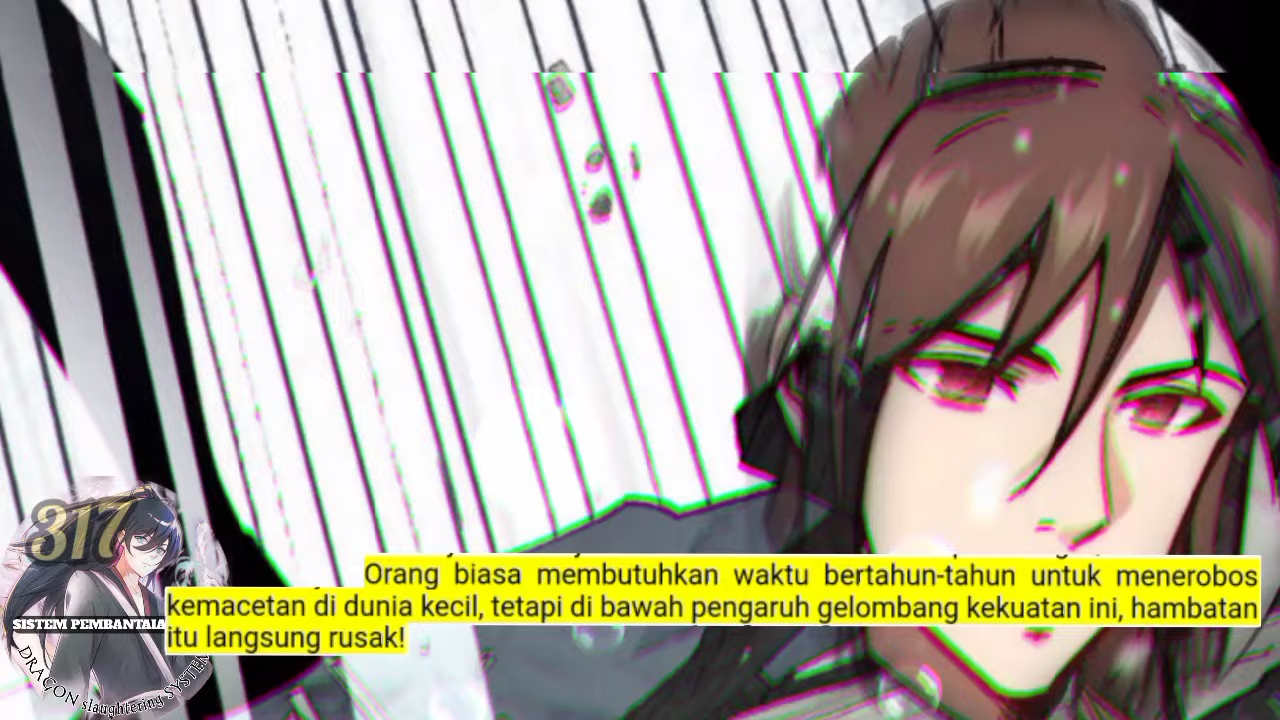 317
SISTEM PEMBANTAIA
DRAGON slaughtering SYSTEM
Orang biasa membutuhkan waktu bertahun-tahun untuk menerobos
kemacetan di dunia kecil, tetapi di bawah pengaruh gelombang kekuatan ini, hambatan
itu langsung rusak!